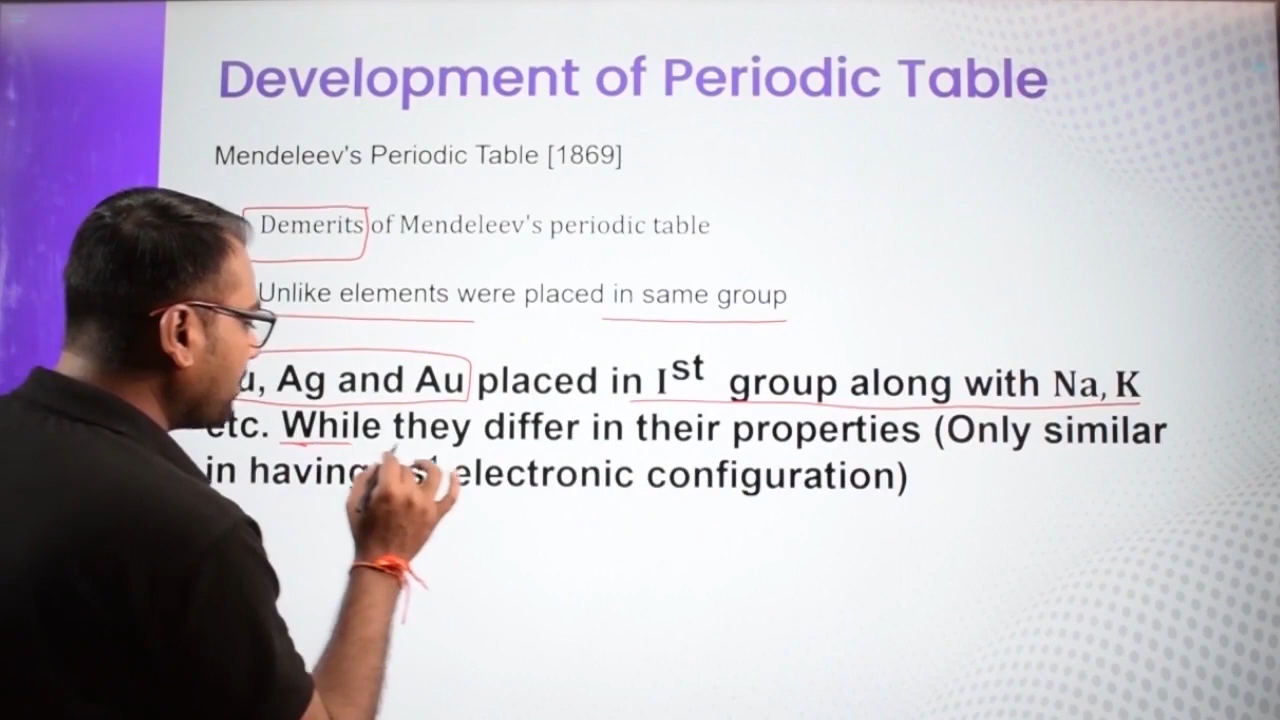 Development of Periodic Table
Mendeleev's Periodic Table [1869]
Demerits of Mendeleev's periodic table
Unlike elements were placed in same group
Ag and Au placed in Iˢᵗ group along with Na, K
etc. While they differ in their properties (Only similar
in having electronic configuration)